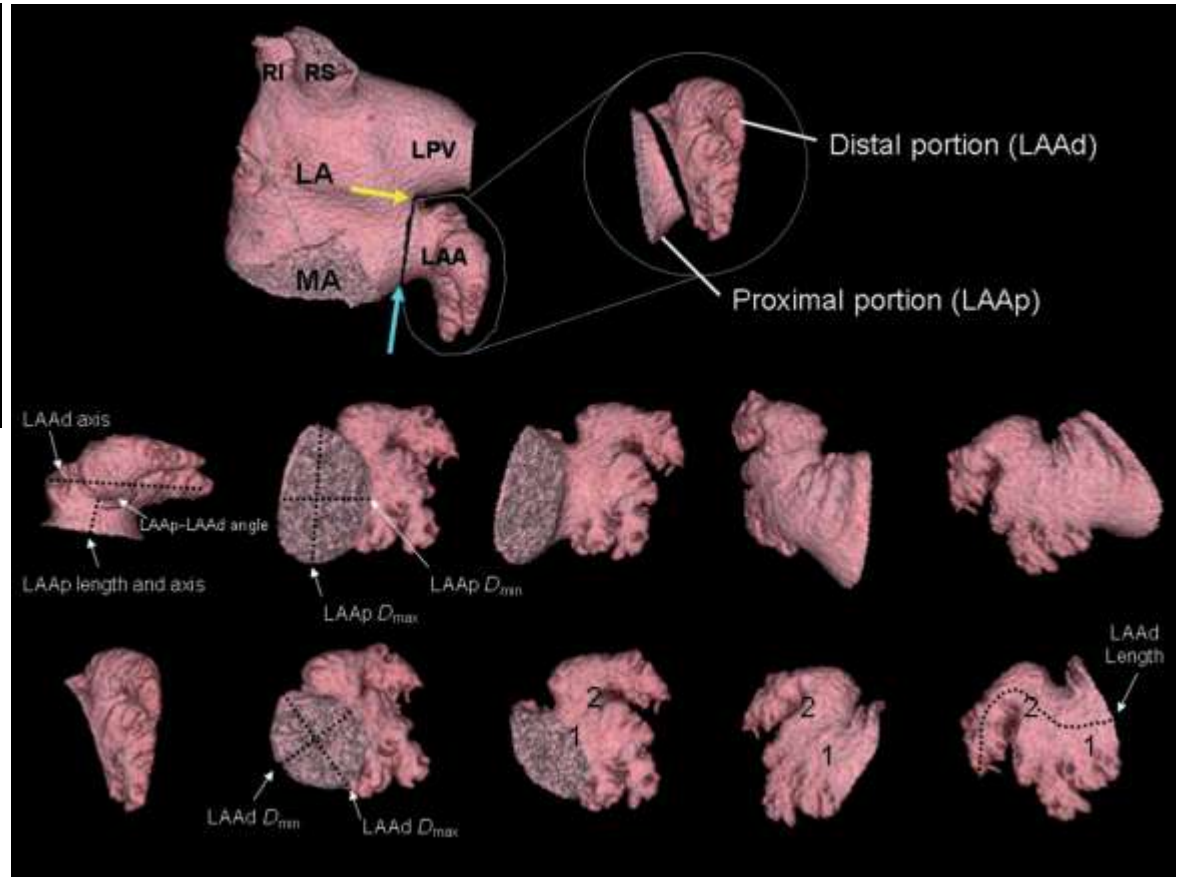 RI RS
LPV
LA
LAA
MA
Distal portion (LAAd)
Proximal portion (LAAp)
LAAd axis
LAAp-LAAd angle
LAAp length and axis
LAAp Dmin
LAAp Dmax
LAAd
Length
2
1
2
1
2
1
LAAd Dmin
LAAd Dmax